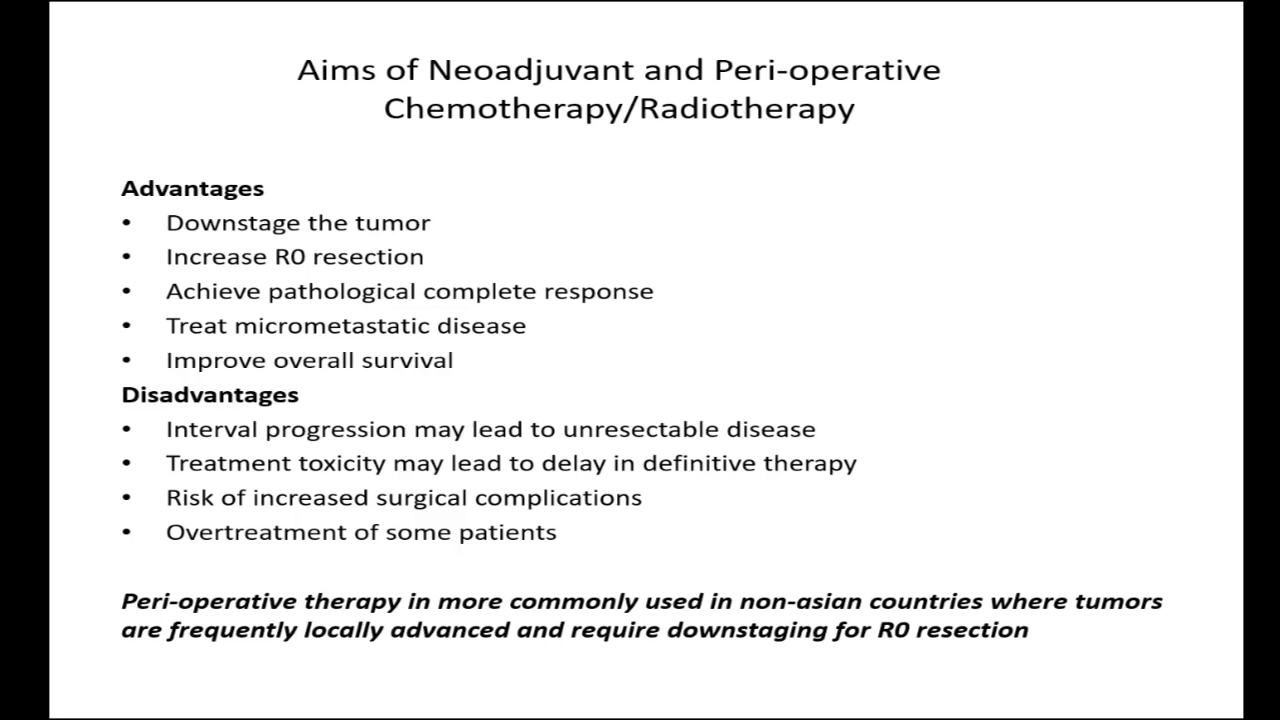 Aims of Neoadjuvant and Peri-operative
Chemotherapy/Radiotherapy
Advantages
• Downstage the tumor
• Increase R0 resection
• Achieve pathological complete response
• Treat micrometastatic disease
• Improve overall survival
Disadvantages
• Interval progression may lead to unresectable disease
• Treatment toxicity may lead to delay in definitive therapy
• Risk of increased surgical complications
• Overtreatment of some patients
Peri-operative therapy in more commonly used in non-asian countries where tumors
are frequently locally advanced and require downstaging for R0 resection